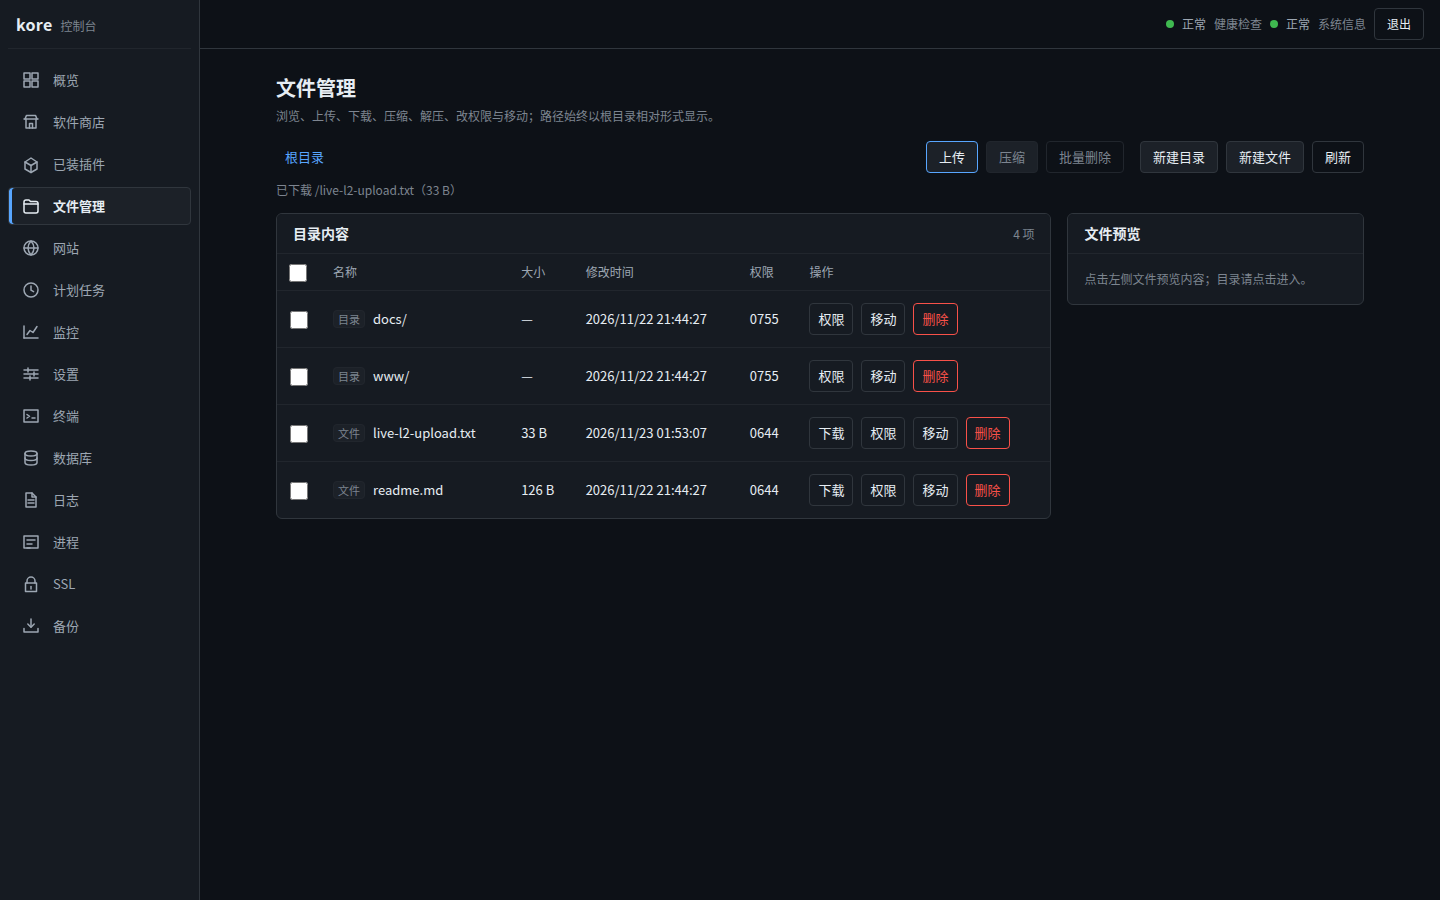 kore 控制台
正常 健康检查 正常 系统信息 退出
概览
软件商店
已装插件
文件管理
网站
计划任务
监控
设置
终端
数据库
日志
进程
SSL
备份
文件管理
浏览、上传、下载、压缩、解压、改权限与移动；路径始终以根目录相对形式显示。
根目录 上传 压缩 批量删除 新建目录 新建文件 刷新
已下载 /live-l2-upload.txt（33 B）
目录内容 4 项
名称 大小 修改时间 权限 操作
目录 docs/ — 2026/11/22 21:44:27 0755 权限 移动 删除
目录 www/ — 2026/11/22 21:44:27 0755 权限 移动 删除
文件 live-l2-upload.txt 33 B 2026/11/23 01:53:07 0644 下载 权限 移动 删除
文件 readme.md 126 B 2026/11/22 21:44:27 0644 下载 权限 移动 删除
文件预览
点击左侧文件预览内容；目录请点击进入。